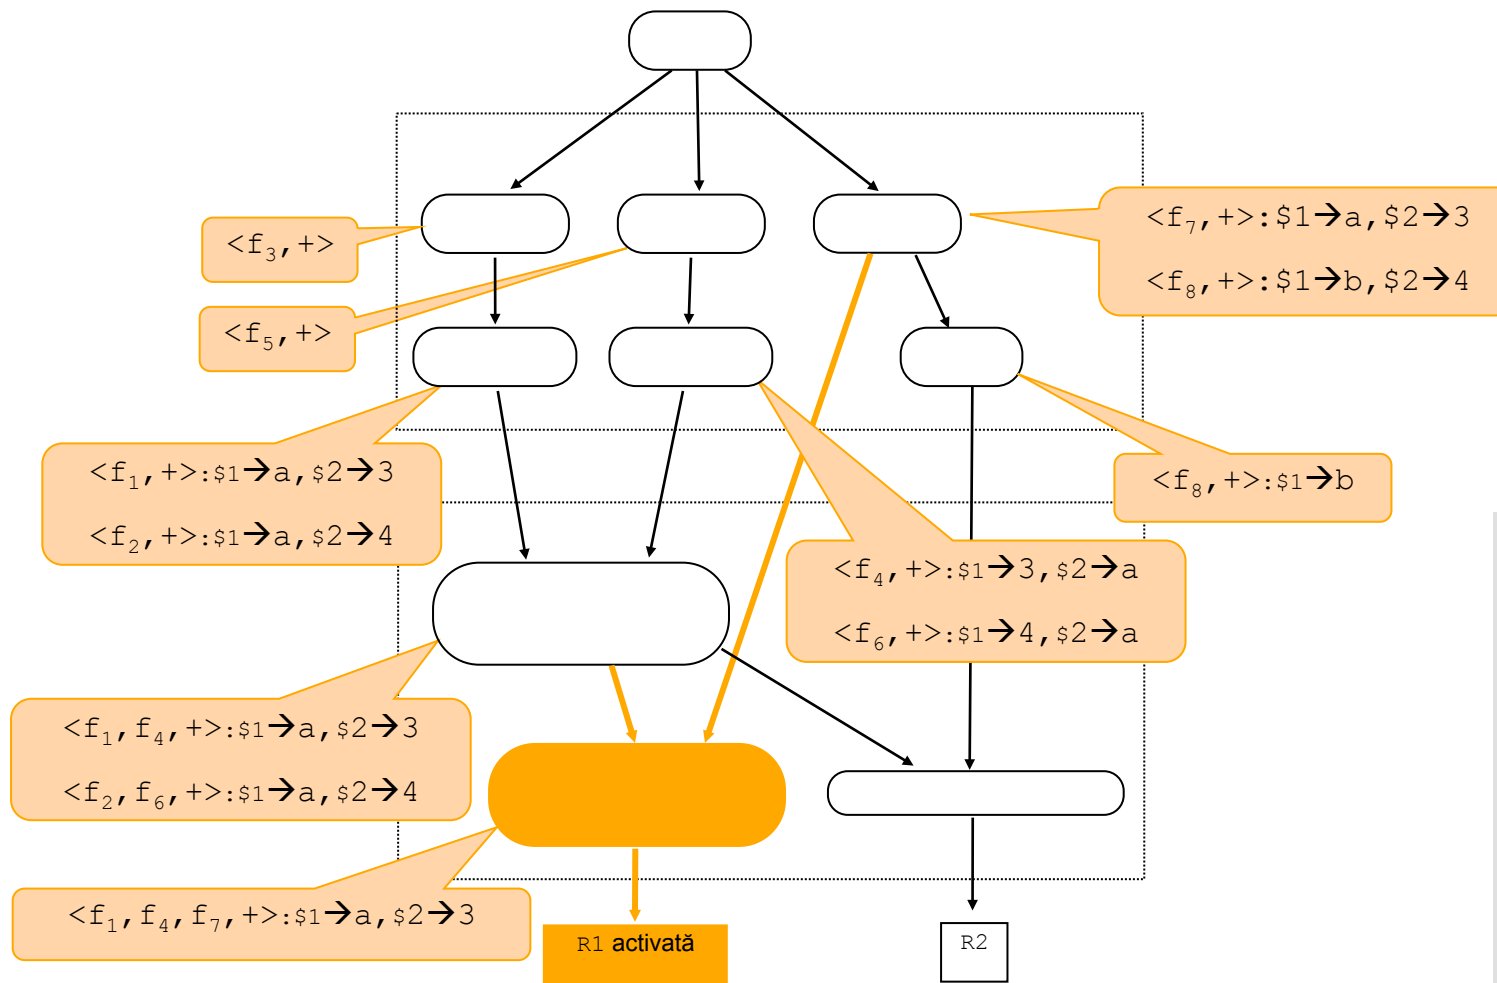 <f₇,+>:$1→a,$2→3
<f₈,+>:$1→b,$2→4
<f₃,+>
<f₅,+>
<f₁,+>:$1→a,$2→3
<f₂,+>:$1→a,$2→4
<f₈,+>:$1→b
<f₄,+>:$1→3,$2→a
<f₆,+>:$1→4,$2→a
<f₁,f₄,+>:$1→a,$2→3
<f₂,f₆,+>:$1→a,$2→4
<f₁,f₄,f₇,+>:$1→a,$2→3
R1 activată
R2